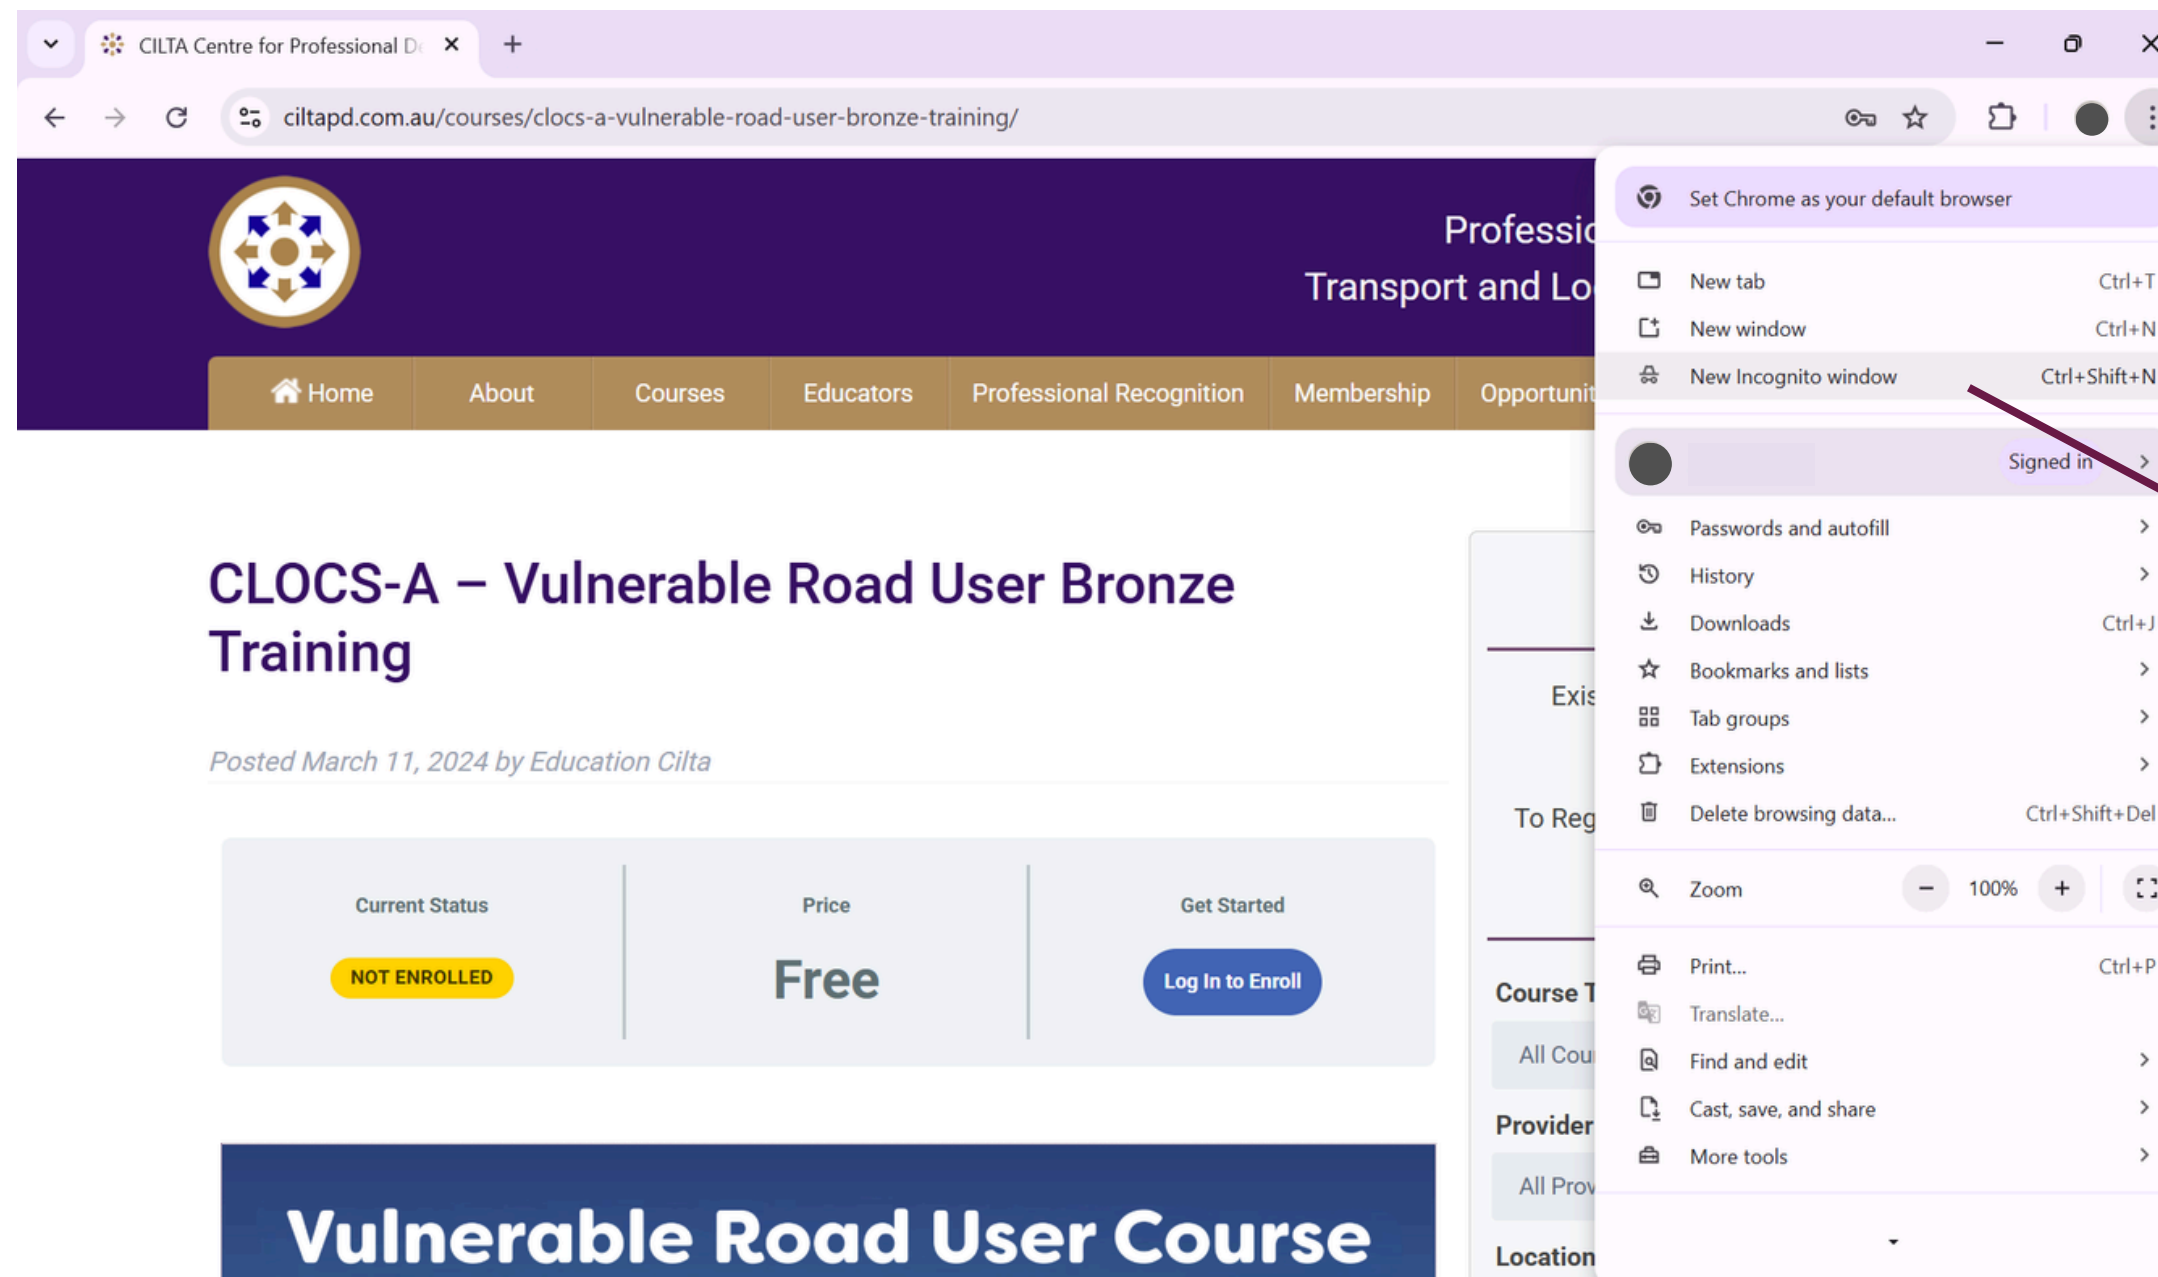 CILTA Centre for Professional De
ciltapd.com.au/courses/clocs-a-vulnerable-road-user-bronze-training/
Professio
Transport and Lo
Home About Courses Educators Professional Recognition Membership Opportunit
CLOCS-A – Vulnerable Road User Bronze
Training
Posted March 11, 2024 by Education Cilta
Current Status
NOT ENROLLED
Price
Free
Get Started
Log In to Enroll
Vulnerable Road User Course
Exis
To Reg
Course T
All Cou
Provider
All Prov
Location
Set Chrome as your default browser
New tab Ctrl+T
New window Ctrl+N
New Incognito window Ctrl+Shift+N
Signed in
Passwords and autofill
History
Downloads Ctrl+J
Bookmarks and lists
Tab groups
Extensions
Delete browsing data... Ctrl+Shift+Del
Zoom − 100% +
Print... Ctrl+P
Translate...
Find and edit
Cast, save, and share
More tools